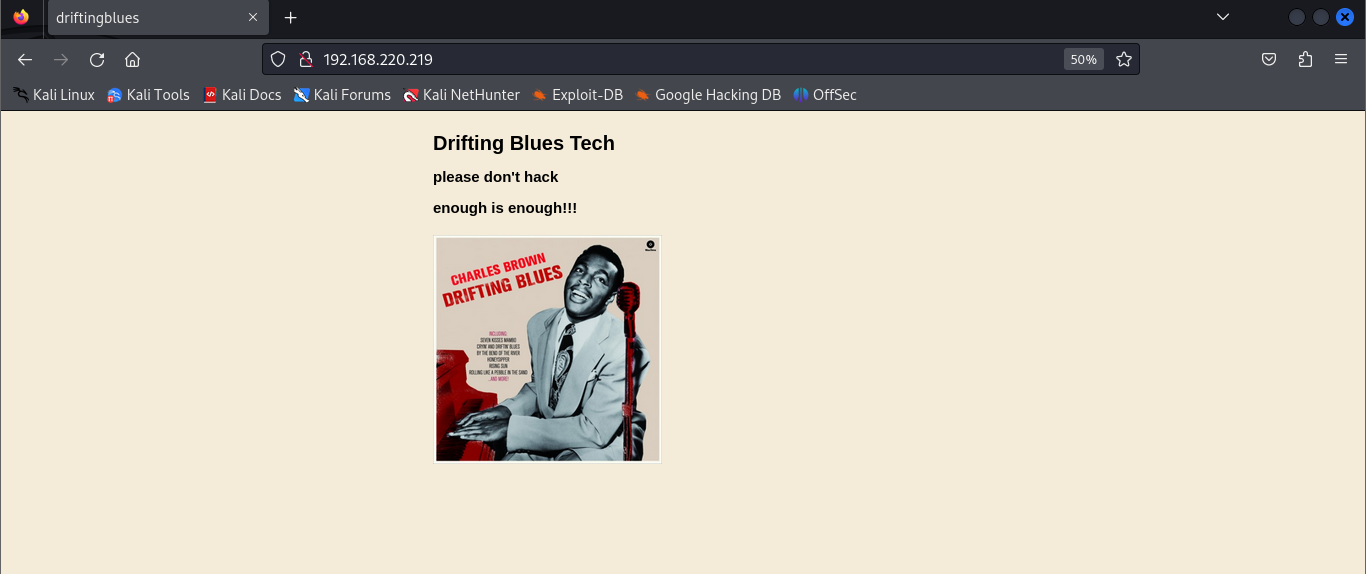 driftingblues
192.168.220.219
50%
Kali Linux Kali Tools Kali Docs Kali Forums Kali NetHunter Exploit-DB Google Hacking DB OffSec
Drifting Blues Tech
please don't hack
enough is enough!!!
CHARLES BROWN
DRIFTING BLUES
INCLUDING:
SEVEN KISSES MAMBO
CRYIN' AND DRIFTIN' BLUES
BY THE BEND OF THE RIVER
HONEYSIPPER
RISING SUN
ROLLING LIKE A PEBBLE IN THE SAND
...AND MORE!